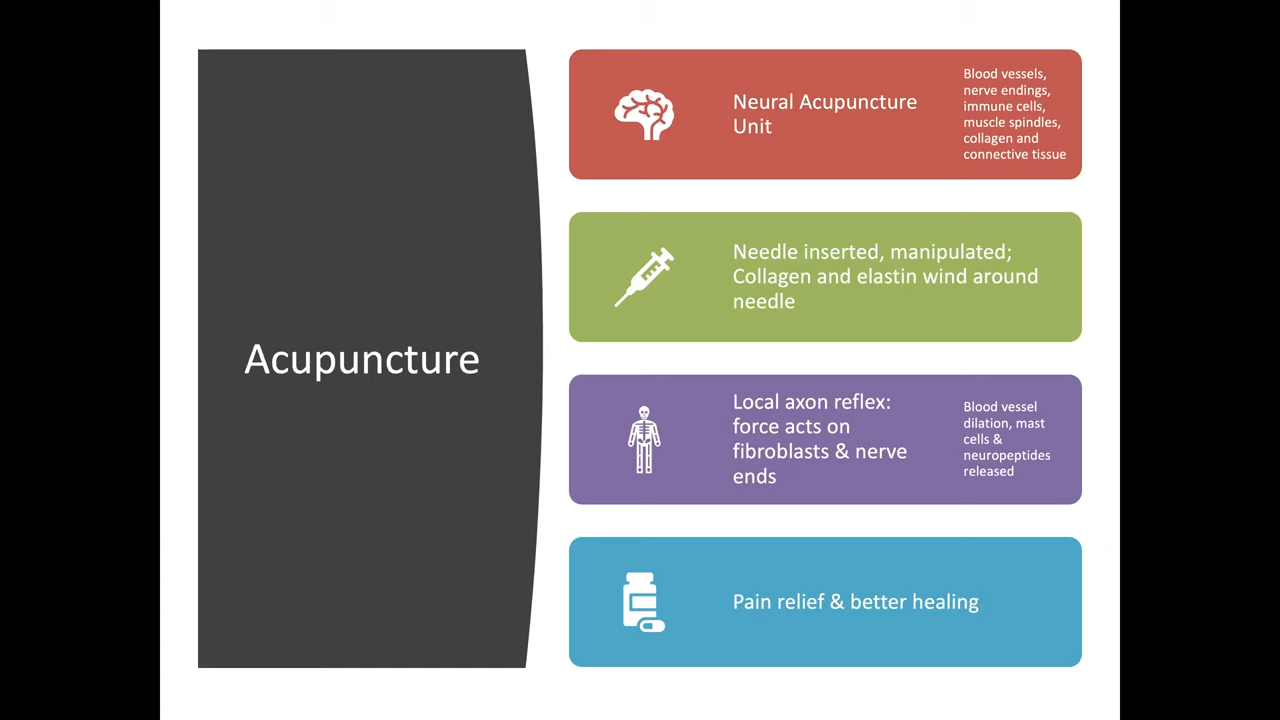 Acupuncture
Neural Acupuncture
Unit
Blood vessels,
nerve endings,
immune cells,
muscle spindles,
collagen and
connective tissue
Needle inserted, manipulated;
Collagen and elastin wind around
needle
Local axon reflex:
force acts on
fibroblasts & nerve
ends
Blood vessel
dilation, mast
cells &
neuropeptides
released
Pain relief & better healing